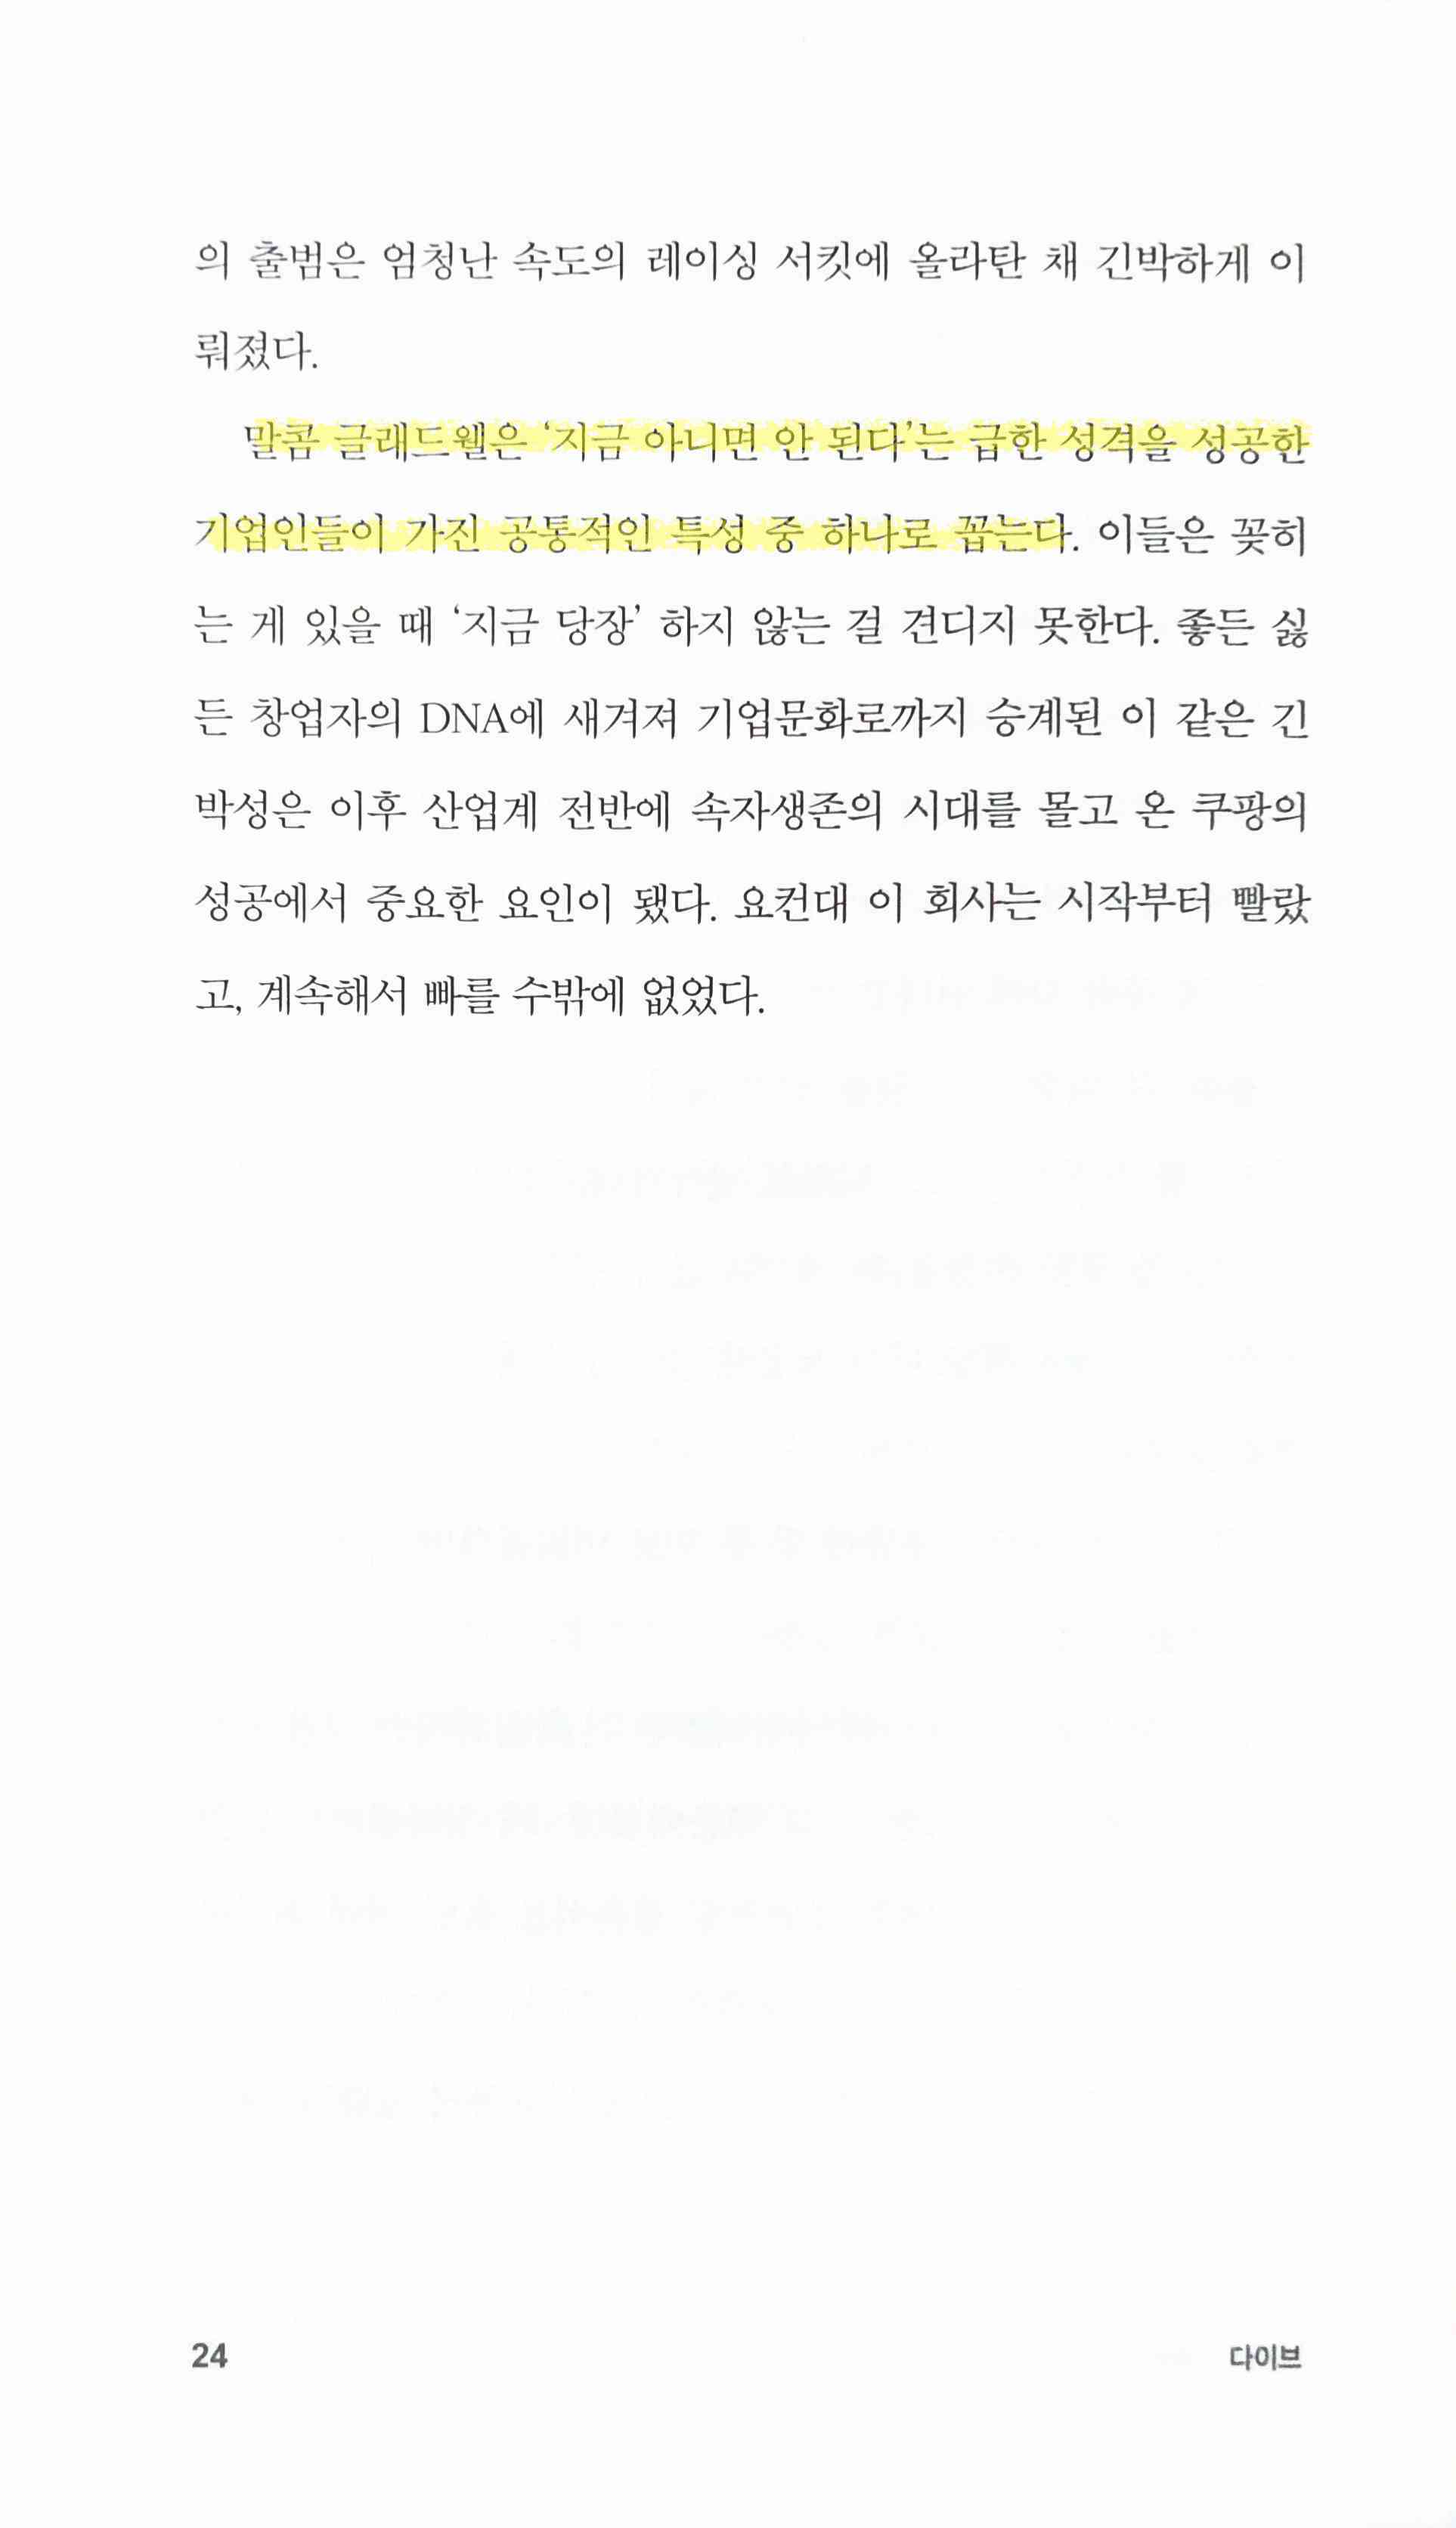 의 출범은 엄청난 속도의 레이싱 서킷에 올라탄 채 긴박하게 이
뤄졌다.
말콤 글래드웰은 ‘지금 아니면 안 된다’는 급한 성격을 성공한
기업인들이 가진 공통적인 특성 중 하나로 꼽는다. 이들은 꽂히
는 게 있을 때 ‘지금 당장’ 하지 않는 걸 견디지 못한다. 좋든 싫
든 창업자의 DNA에 새겨져 기업문화로까지 승계된 이 같은 긴
박성은 이후 산업계 전반에 속자생존의 시대를 몰고 온 쿠팡의
성공에서 중요한 요인이 됐다. 요컨대 이 회사는 시작부터 빨랐
고, 계속해서 빠를 수밖에 없었다.
24
다이브